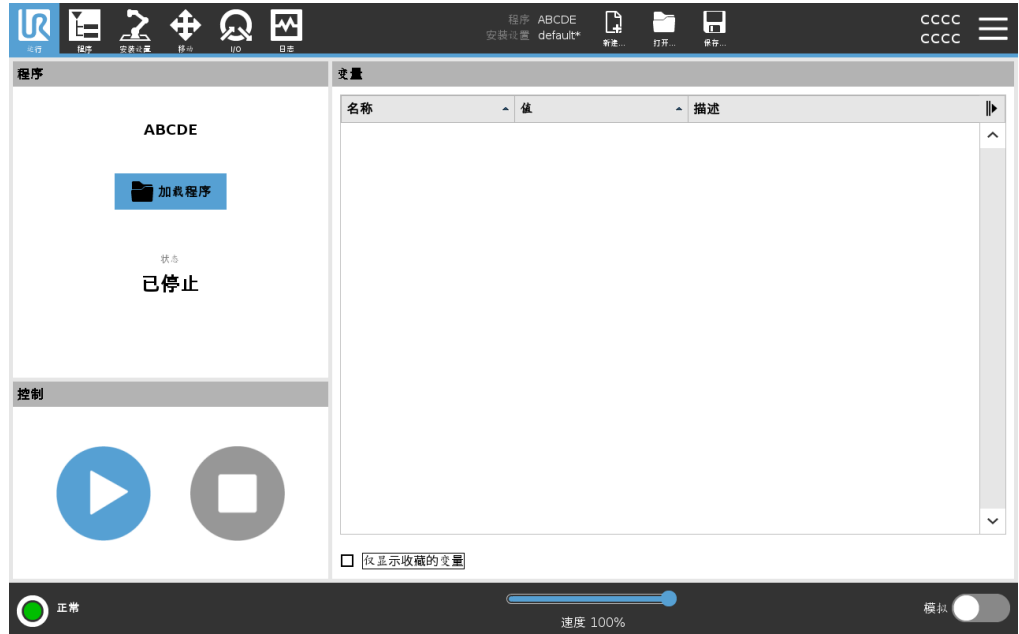 程序 ABCDE
安装设置 default*
CCCC
CCCC
运行
程序
安装设置
移动
I/O
日志
新建...
打开...
保存...
程序
ABCDE
加载程序
状态
已停止
控制
变量
名称
值
描述
仅显示收藏的变量
正常
速度 100%
模拟